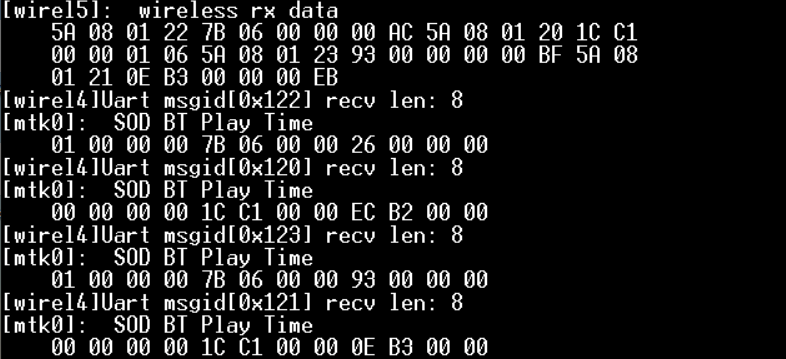 [wirel5]:  wireless rx data
    5A 08 01 22 7B 06 00 00 00 AC 5A 08 01 20 1C C1
    00 00 01 06 5A 08 01 23 93 00 00 00 00 BF 5A 08
    01 21 0E B3 00 00 00 EB
[wirel4]Uart msgid[0x122] recv len: 8
[mtk0]:  SOD BT Play Time
    01 00 00 00 7B 06 00 00 26 00 00 00
[wirel4]Uart msgid[0x120] recv len: 8
[mtk0]:  SOD BT Play Time
    00 00 00 00 1C C1 00 00 EC B2 00 00
[wirel4]Uart msgid[0x123] recv len: 8
[mtk0]:  SOD BT Play Time
    01 00 00 00 7B 06 00 00 93 00 00 00
[wirel4]Uart msgid[0x121] recv len: 8
[mtk0]:  SOD BT Play Time
    00 00 00 00 1C C1 00 00 0E B3 00 00